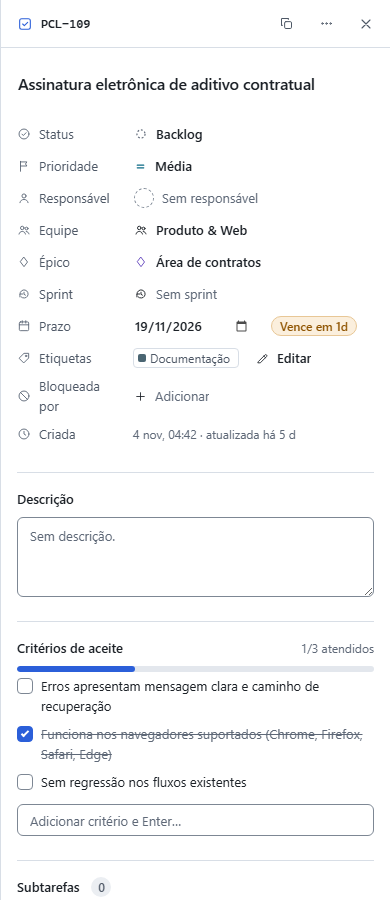 PCL-109
Assinatura eletrônica de aditivo contratual
Status Backlog
Prioridade Média
Responsável Sem responsável
Equipe Produto & Web
Épico Área de contratos
Sprint Sem sprint
Prazo 19/11/2026 Vence em 1d
Etiquetas Documentação Editar
Bloqueada por Adicionar
Criada 4 nov, 04:42 · atualizada há 5 d
Descrição
Sem descrição.
Critérios de aceite 1/3 atendidos
Erros apresentam mensagem clara e caminho de
recuperação
Funciona nos navegadores suportados (Chrome, Firefox,
Safari, Edge)
Sem regressão nos fluxos existentes
Adicionar critério e Enter...
Subtarefas 0